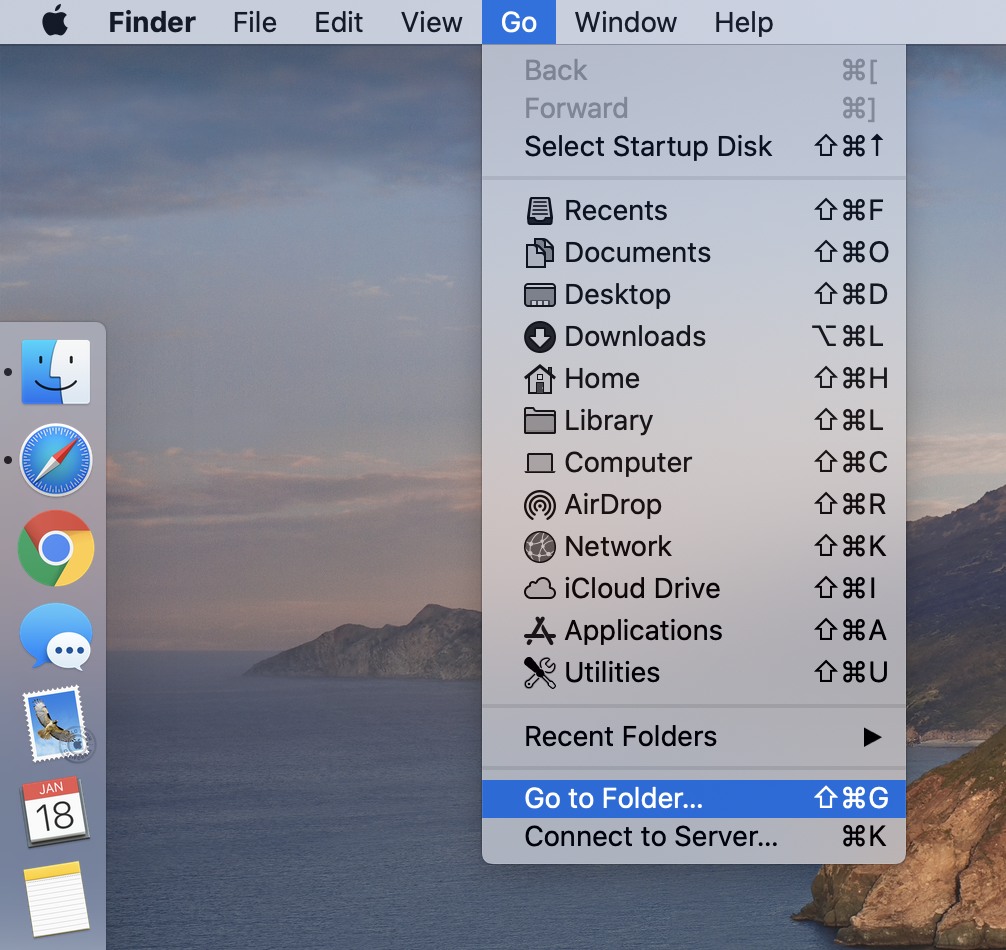 Finder File Edit View Go Window Help
Back ⌘[
Forward ⌘]
Select Startup Disk ⇧⌘↑
Recents ⇧⌘F
Documents ⇧⌘O
Desktop ⇧⌘D
Downloads ⌥⌘L
Home ⇧⌘H
Library ⇧⌘L
Computer ⇧⌘C
AirDrop ⇧⌘R
Network ⇧⌘K
iCloud Drive ⇧⌘I
Applications ⇧⌘A
Utilities ⇧⌘U
Recent Folders ▶
Go to Folder... ⇧⌘G
Connect to Server... ⌘K
JAN
18